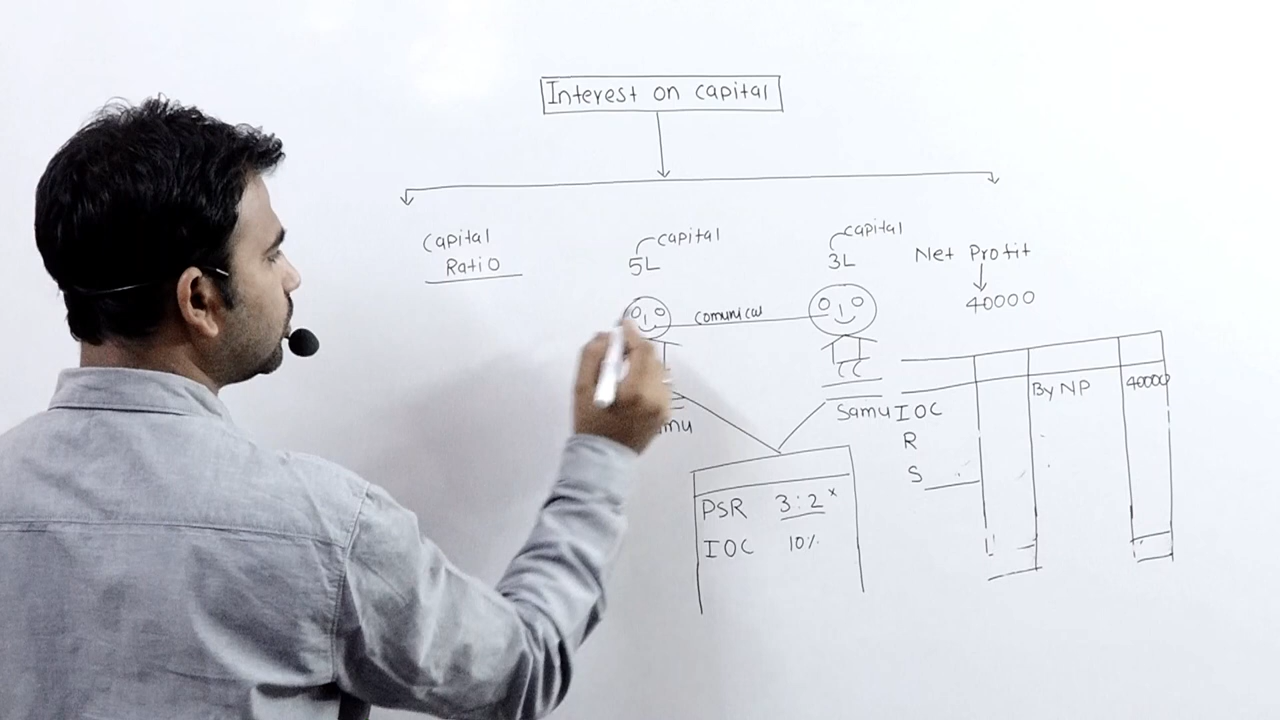 Interest on capital
Capital
Ratio
capital
5L
capital
3L
Net Profit
40000
By NP 40000
Samu
IOC
R
S
PSR 3:2 x
IOC 10%